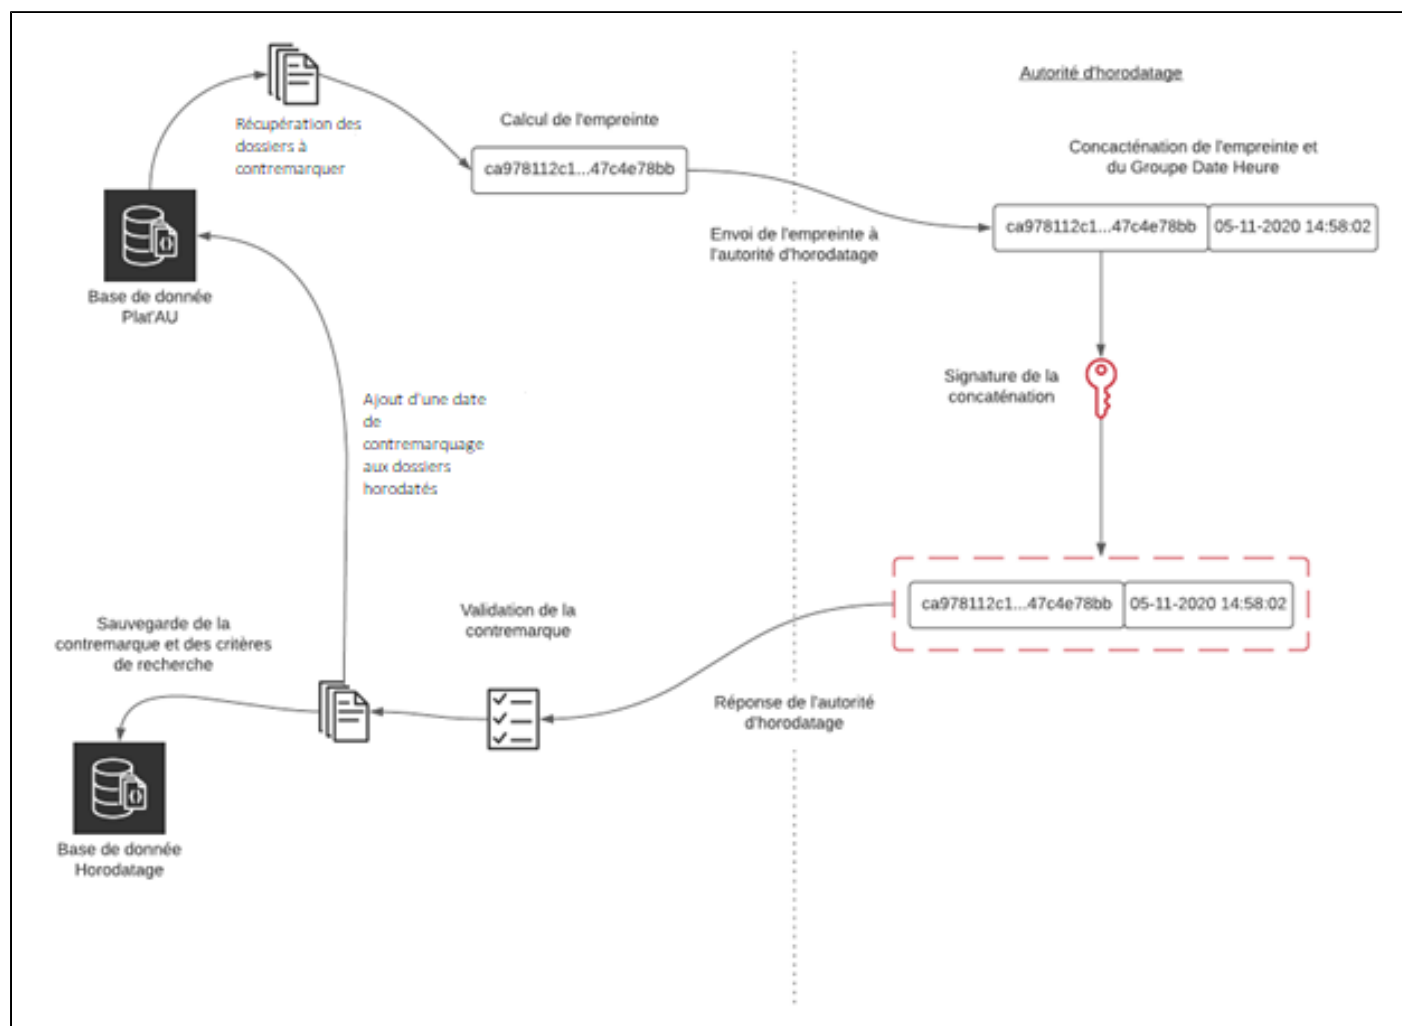 Autorité d'horodatage
Récupération des
dossiers à
contremarquer
Calcul de l'empreinte
ca978112c1...47c4e78bb
Concacténation de l'empreinte et
du Groupe Date Heure
ca978112c1...47c4e78bb
05-11-2020 14:58:02
Envoi de l'empreinte à
l'autorité d'horodatage
Base de donnée
Plat'AU
Signature de la
concaténation
Ajout d'une date
de
contremarquage
aux dossiers
horodatés
ca978112c1...47c4e78bb
05-11-2020 14:58:02
Validation de la
contremarque
Sauvegarde de la
contremarque et des critères
de recherche
Réponse de l'autorité
d'horodatage
Base de donnée
Horodatage